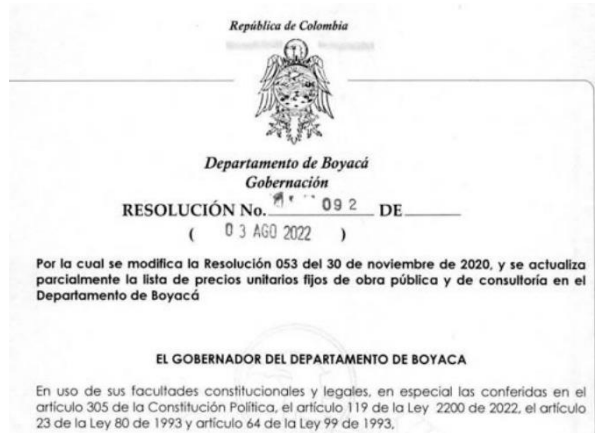 República de Colombia
Departamento de Boyacá
Gobernación
RESOLUCIÓN No. 092 DE
( 03 AGO 2022 )
Por la cual se modifica la Resolución 053 del 30 de noviembre de 2020, y se actualiza
parcialmente la lista de precios unitarios fijos de obra pública y de consultoría en el
Departamento de Boyacá
EL GOBERNADOR DEL DEPARTAMENTO DE BOYACA
En uso de sus facultades constitucionales y legales, en especial las conferidas en el
artículo 305 de la Constitución Política, el artículo 119 de la Ley 2200 de 2022, el artículo
23 de la Ley 80 de 1993 y artículo 64 de la Ley 99 de 1993,